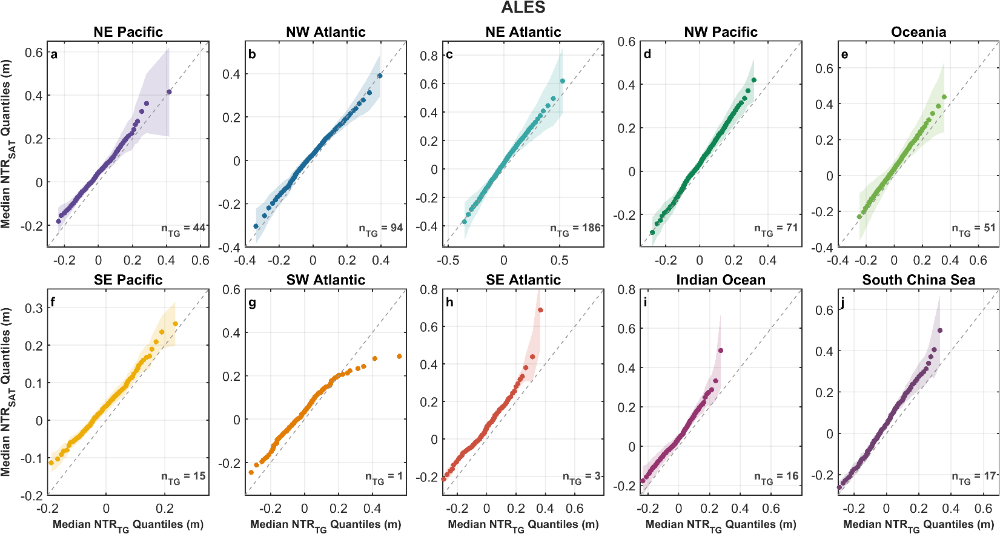 ALES
NE Pacific NW Atlantic NE Atlantic NW Pacific Oceania
a
0.6
0.4
0.2
0
-0.2
-0.2 0 0.2 0.4 0.6
Median NTR_SAT Quantiles (m)
n_TG = 44
b
0.4
0.2
0
-0.2
-0.4
-0.4 -0.2 0 0.2 0.4
n_TG = 94
c
0.8
0.6
0.4
0.2
0
-0.2
-0.4
-0.5 0 0.5
n_TG = 186
d
0.6
0.4
0.2
0
-0.2
-0.2 0 0.2 0.4
n_TG = 71
e
0.6
0.4
0.2
0
-0.2
-0.4
-0.4 -0.2 0 0.2 0.4 0.6
n_TG = 51
SE Pacific SW Atlantic SE Atlantic Indian Ocean South China Sea
f
0.3
0.2
0.1
0
-0.1
-0.2
-0.2 0 0.2
Median NTR_SAT Quantiles (m)
Median NTR_TG Quantiles (m)
n_TG = 15
g
0.6
0.4
0.2
0
-0.2
-0.2 0 0.2 0.4
Median NTR_TG Quantiles (m)
n_TG = 1
h
0.8
0.6
0.4
0.2
0
-0.2
-0.2 0 0.2 0.4 0.6
Median NTR_TG Quantiles (m)
n_TG = 3
i
0.8
0.6
0.4
0.2
0
-0.2
-0.2 0 0.2 0.4 0.6
Median NTR_TG Quantiles (m)
n_TG = 16
j
0.6
0.4
0.2
0
-0.2
-0.2 0 0.2 0.4 0.6
Median NTR_TG Quantiles (m)
n_TG = 17